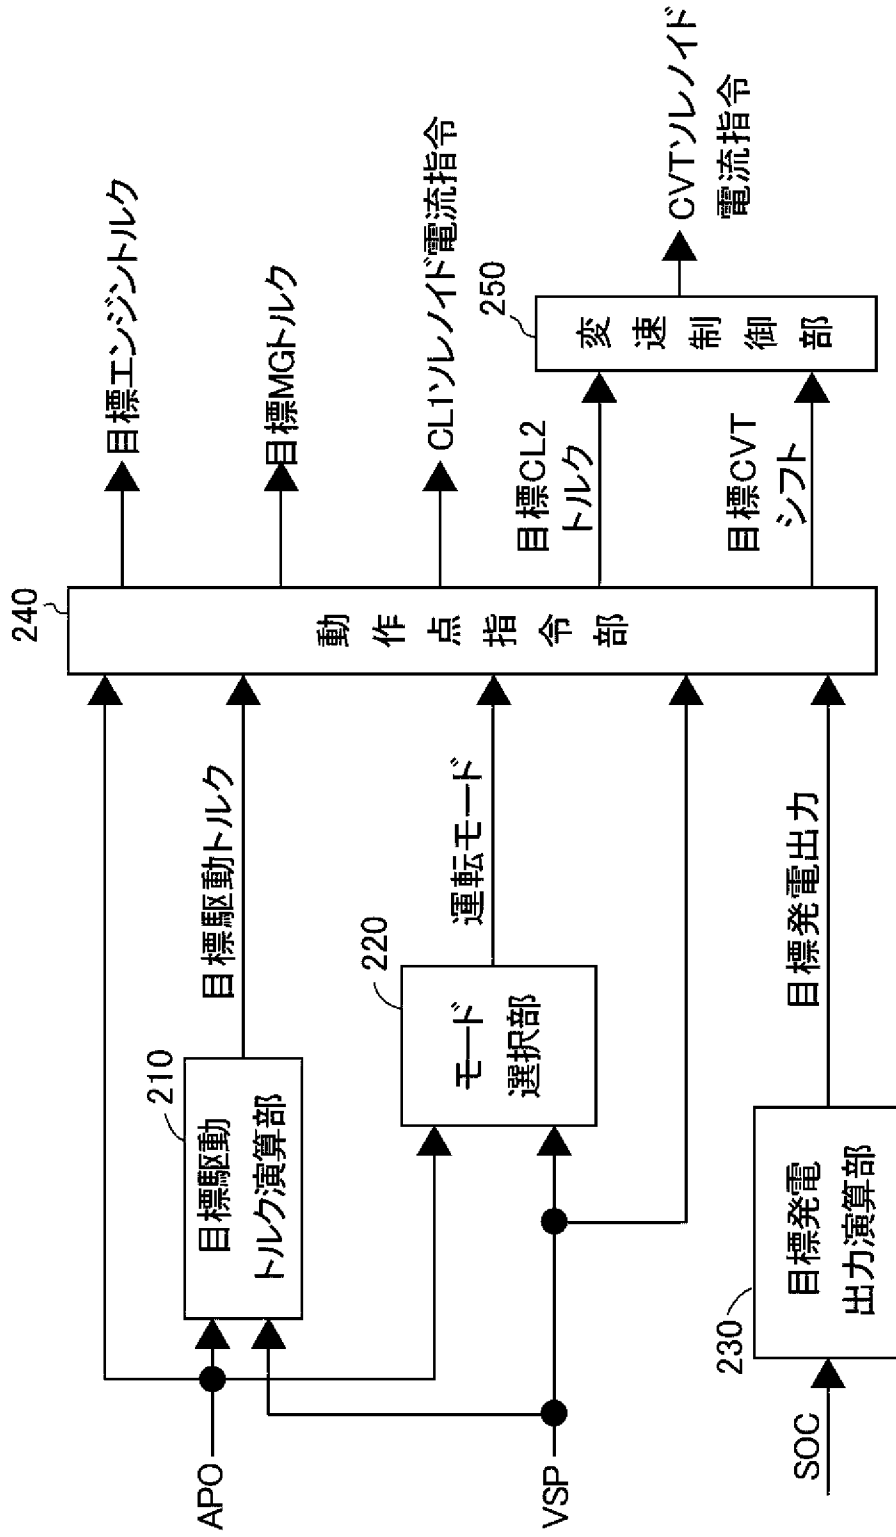 APO
VSP
SOC
210
目標駆動
トルク演算部
220
モード
選択部
230
目標発電
出力演算部
目標駆動トルク
運転モード
目標発電出力
240
動作点指令部
目標エンジントルク
目標MGトルク
CL1ソレノイド電流指令
目標CL2
トルク
目標CVT
シフト
250
変速制御部
CVTソレノイド
電流指令